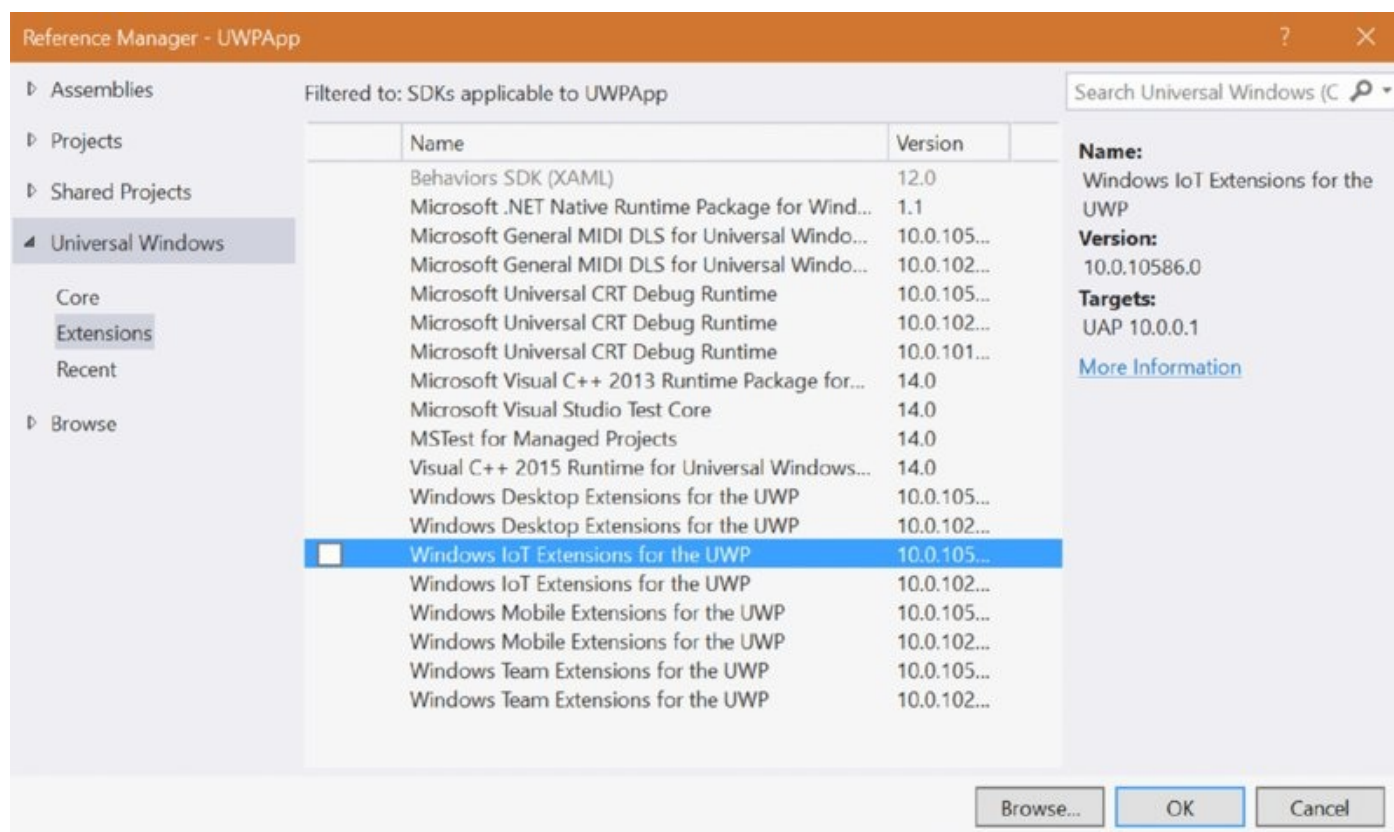 Reference Manager - UWPApp
?
Assemblies
Projects
Shared Projects
Universal Windows
Core
Extensions
Recent
Browse
Filtered to: SDKs applicable to UWPApp
Name Version
Behaviors SDK (XAML) 12.0
Microsoft .NET Native Runtime Package for Wind... 1.1
Microsoft General MIDI DLS for Universal Windo... 10.0.105...
Microsoft General MIDI DLS for Universal Windo... 10.0.102...
Microsoft Universal CRT Debug Runtime 10.0.105...
Microsoft Universal CRT Debug Runtime 10.0.102...
Microsoft Universal CRT Debug Runtime 10.0.101...
Microsoft Visual C++ 2013 Runtime Package for... 14.0
Microsoft Visual Studio Test Core 14.0
MSTest for Managed Projects 14.0
Visual C++ 2015 Runtime for Universal Windows... 14.0
Windows Desktop Extensions for the UWP 10.0.105...
Windows Desktop Extensions for the UWP 10.0.102...
Windows IoT Extensions for the UWP 10.0.105...
Windows IoT Extensions for the UWP 10.0.102...
Windows Mobile Extensions for the UWP 10.0.105...
Windows Mobile Extensions for the UWP 10.0.102...
Windows Team Extensions for the UWP 10.0.105...
Windows Team Extensions for the UWP 10.0.102...
Search Universal Windows (C
Name:
Windows IoT Extensions for the
UWP
Version:
10.0.10586.0
Targets:
UAP 10.0.0.1
More Information
Browse... OK Cancel